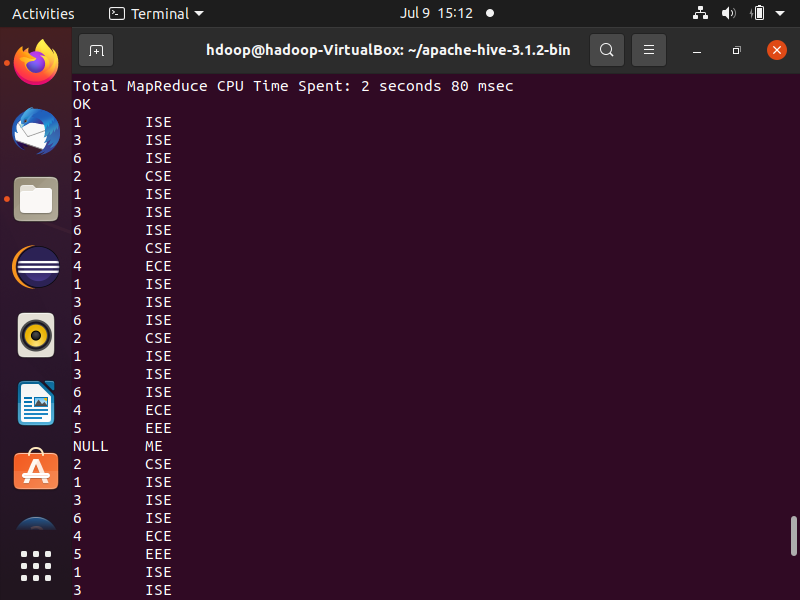 Activities Terminal Jul 9 15:12
hdoop@hadoop-VirtualBox: ~/apache-hive-3.1.2-bin
Total MapReduce CPU Time Spent: 2 seconds 80 msec
OK
1 ISE
3 ISE
6 ISE
2 CSE
1 ISE
3 ISE
6 ISE
2 CSE
4 ECE
1 ISE
3 ISE
6 ISE
2 CSE
1 ISE
3 ISE
6 ISE
4 ECE
5 EEE
NULL ME
2 CSE
1 ISE
3 ISE
6 ISE
4 ECE
5 EEE
1 ISE
3 ISE